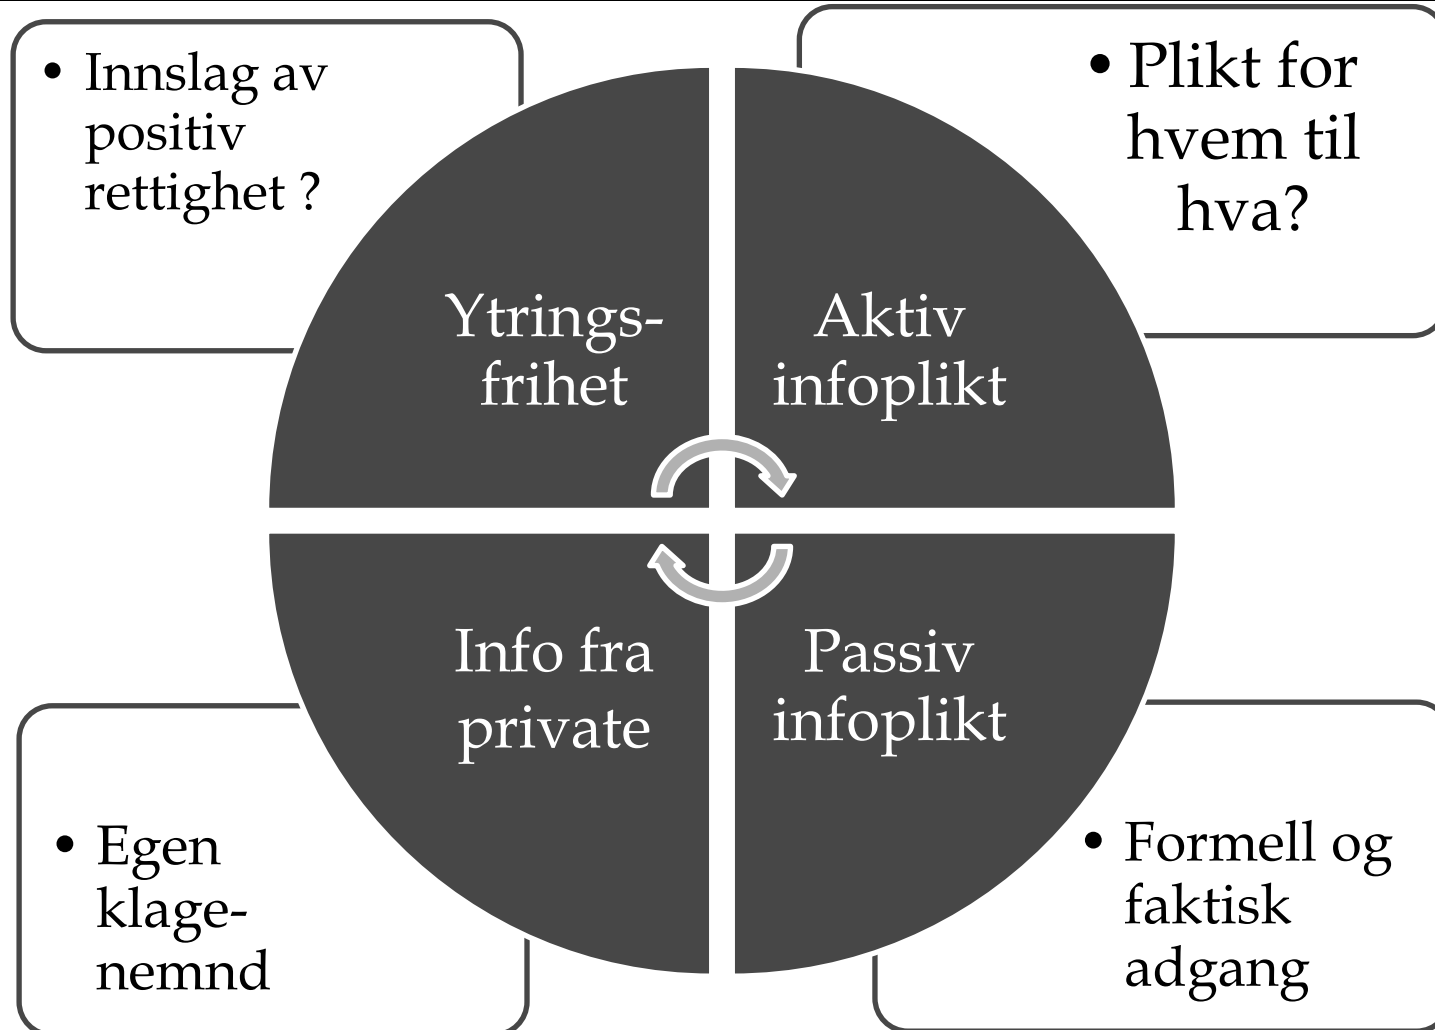 • Innslag av
positiv
rettighet ?
• Plikt for
hvem til
hva?
Ytrings-
frihet
Aktiv
infoplikt
Info fra
private
Passiv
infoplikt
• Egen
klage-
nemnd
• Formell og
faktisk
adgang